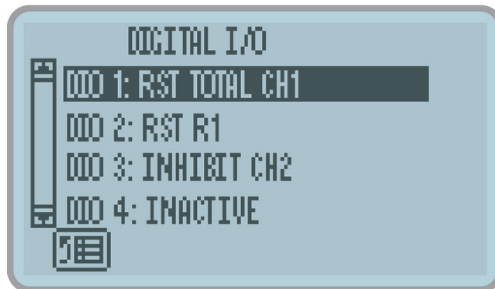 DIGITAL I/O
DIO 1: RST TOTAL CH1
DIO 2: RST R1
DIO 3: INHIBIT CH2
DIO 4: INACTIVE